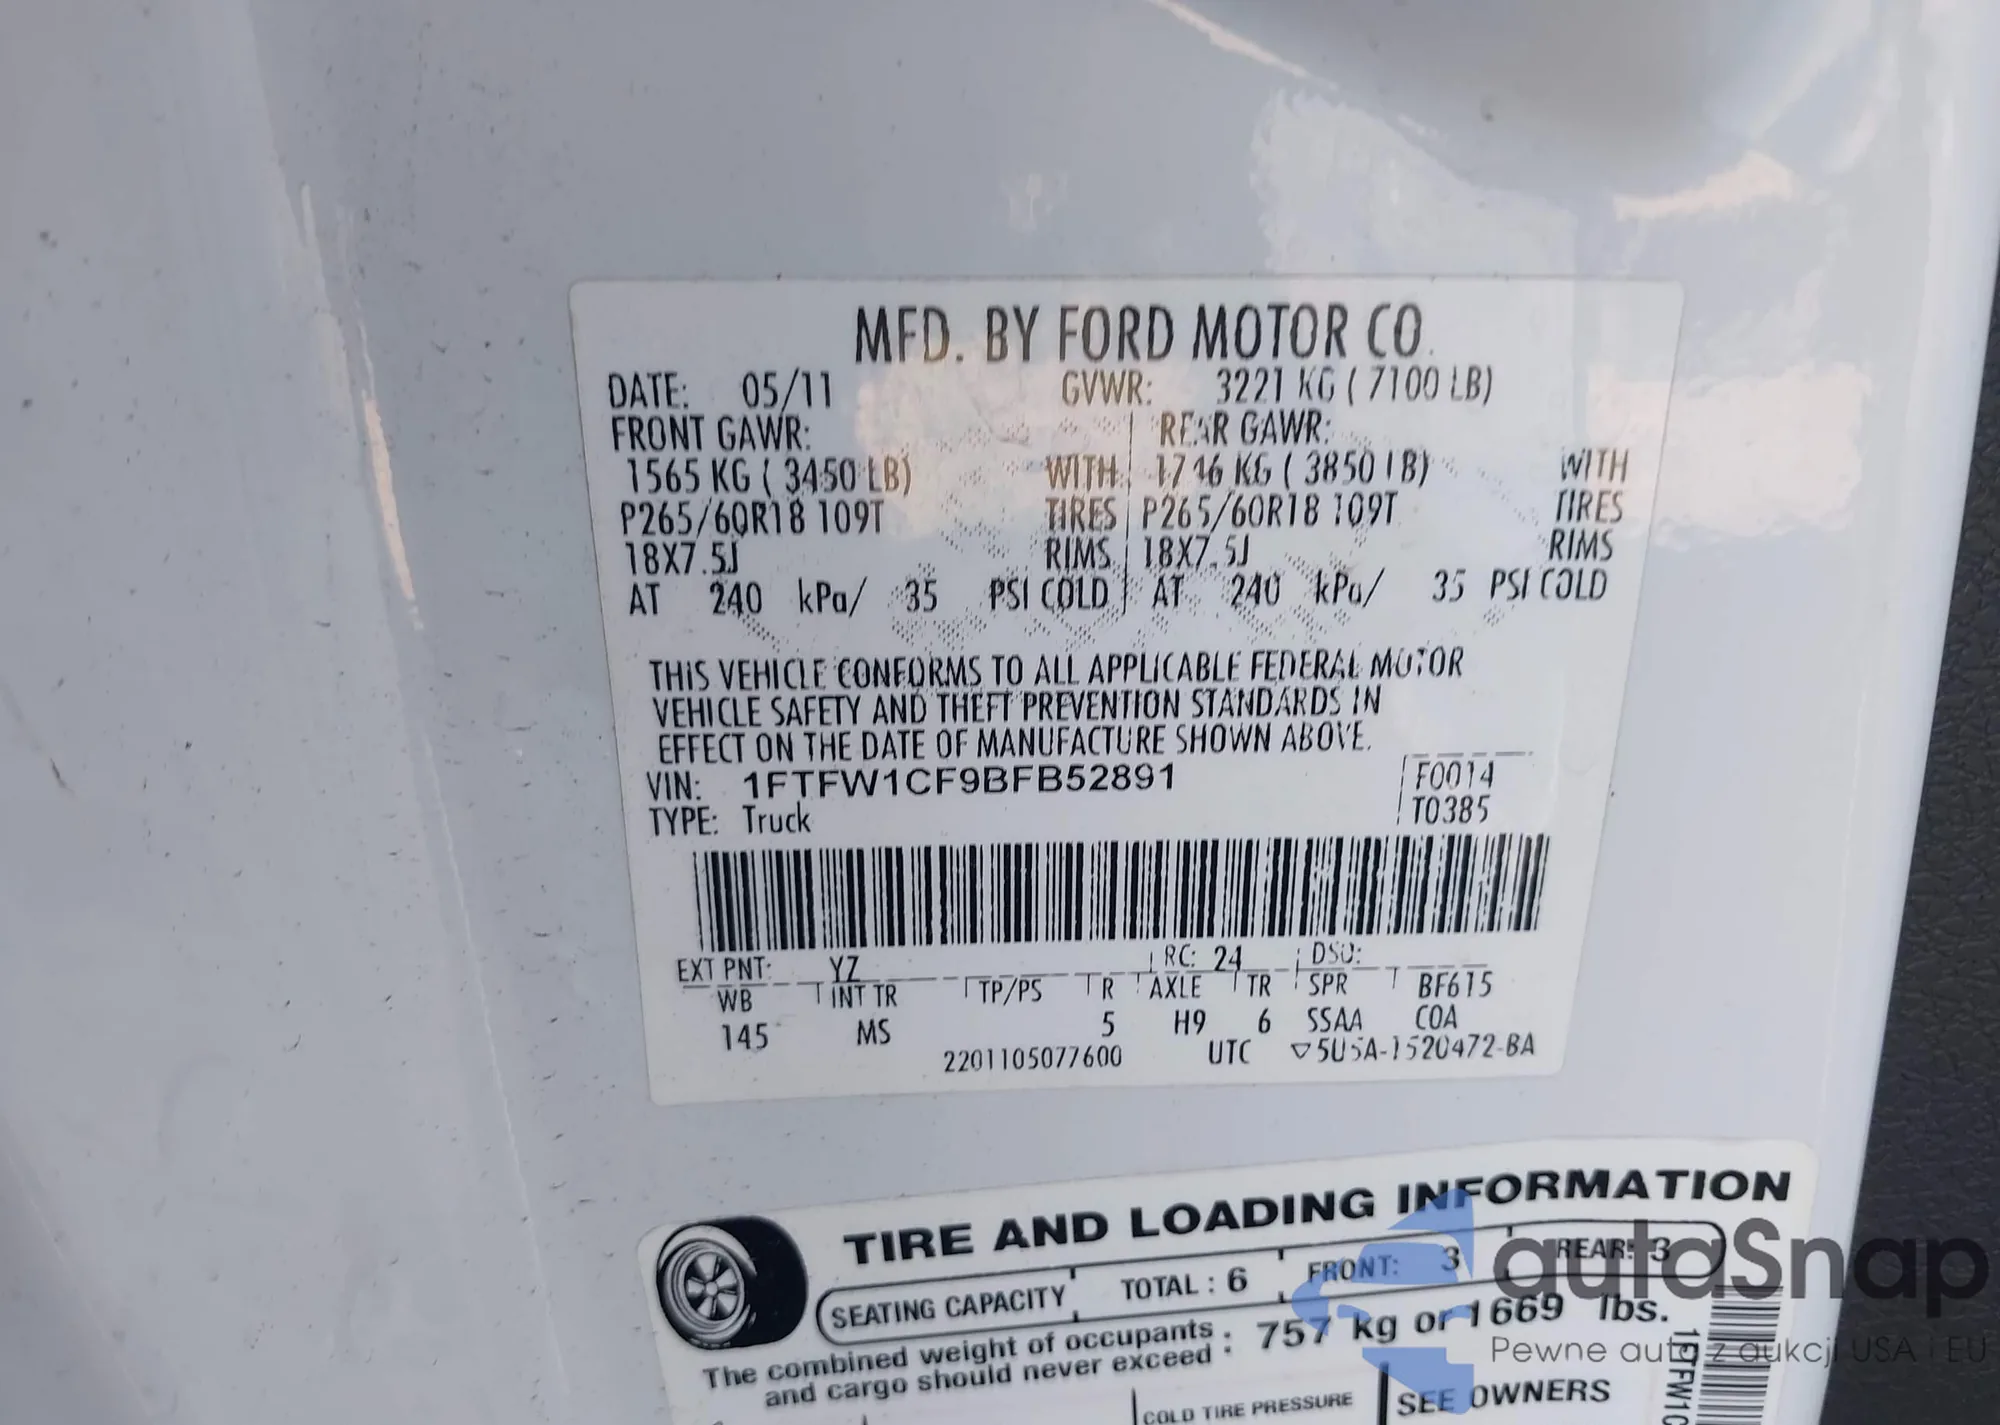 MFD. BY FORD MOTOR CO.
DATE: 05/11 GVWR: 3221 KG ( 7100 LB)
FRONT GAWR: REAR GAWR:
1565 KG ( 3450 LB) WITH 1746 KG ( 3850 LB) WITH
P265/60R18 109T TIRES P265/60R18 109T TIRES
18X7.5J RIMS 18X7.5J RIMS
AT 240 kPa/ 35 PSI COLD AT 240 kPa/ 35 PSI COLD
THIS VEHICLE CONFORMS TO ALL APPLICABLE FEDERAL MOTOR
VEHICLE SAFETY AND THEFT PREVENTION STANDARDS IN
EFFECT ON THE DATE OF MANUFACTURE SHOWN ABOVE.
VIN: 1FTFW1CF9BFB52891 F0014
TYPE: Truck T0385
EXT PNT: YZ RC: 24 DSO:
WB INT TR TP/PS R AXLE TR SPR BF615
145 MS 5 H9 6 SSAA COA
2201105077600 UTC ▽5U5A-1520472-BA
TIRE AND LOADING INFORMATION
SEATING CAPACITY TOTAL : 6 FRONT: 3 REAR: 3
The combined weight of occupants and cargo should never exceed : 757 kg or 1669 lbs.
COLD TIRE PRESSURE SEE OWNERS
1FTFW1C
autaSnap
Pewne auta z aukcji USA i EU